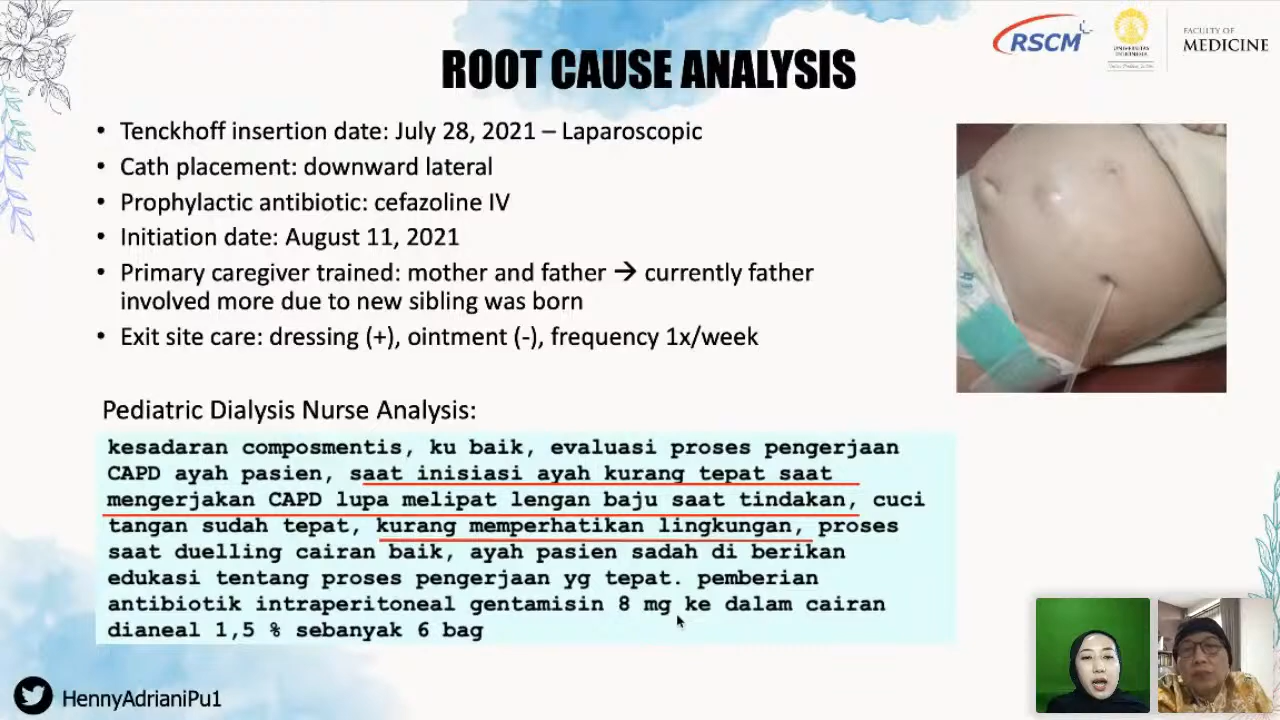 RSCM
FACULTY OF
MEDICINE
ROOT CAUSE ANALYSIS
• Tenckhoff insertion date: July 28, 2021 – Laparoscopic
• Cath placement: downward lateral
• Prophylactic antibiotic: cefazoline IV
• Initiation date: August 11, 2021
• Primary caregiver trained: mother and father → currently father
involved more due to new sibling was born
• Exit site care: dressing (+), ointment (-), frequency 1x/week
Pediatric Dialysis Nurse Analysis:
kesadaran composmentis, ku baik, evaluasi proses pengerjaan
CAPD ayah pasien, saat inisiasi ayah kurang tepat saat
mengerjakan CAPD lupa melipat lengan baju saat tindakan, cuci
tangan sudah tepat, kurang memperhatikan lingkungan, proses
saat duelling cairan baik, ayah pasien sadah di berikan
edukasi tentang proses pengerjaan yg tepat. pemberian
antibiotik intraperitoneal gentamisin 8 mg ke dalam cairan
dianeal 1,5 % sebanyak 6 bag
HennyAdrianiPu1